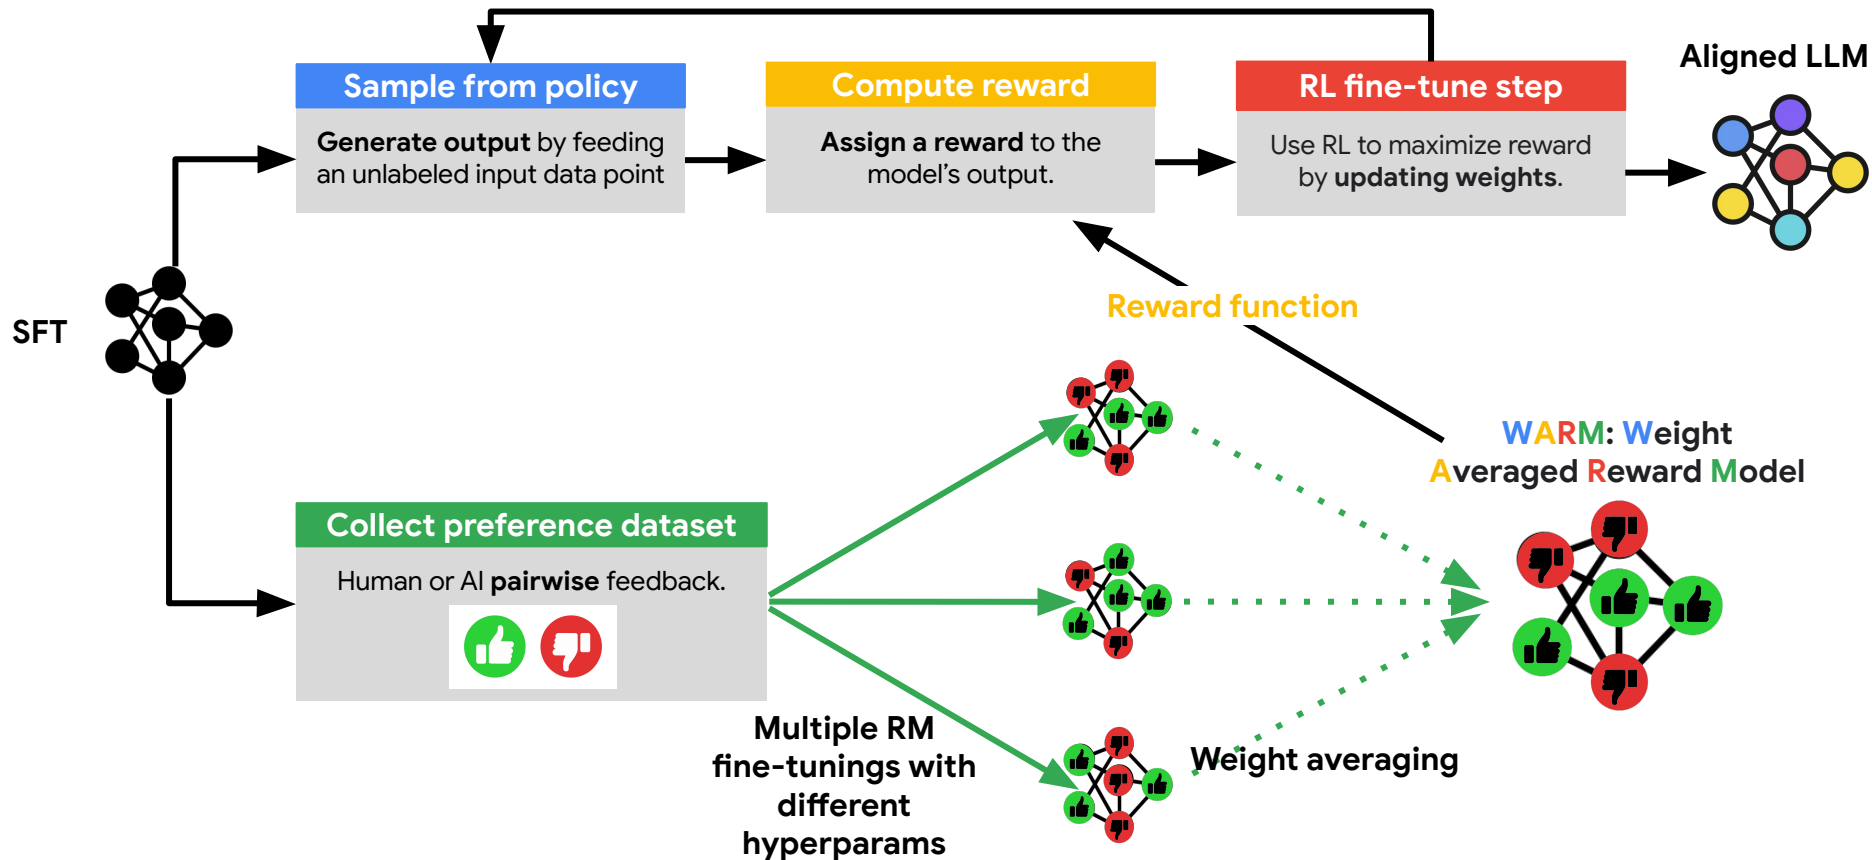 Aligned LLM
Sample from policy
Generate output by feeding
an unlabeled input data point
Compute reward
Assign a reward to the
model's output.
RL fine-tune step
Use RL to maximize reward
by updating weights.
SFT
Reward function
WARM: Weight
Averaged Reward Model
Collect preference dataset
Human or AI pairwise feedback.
Multiple RM
fine-tunings with
different
hyperparams
Weight averaging